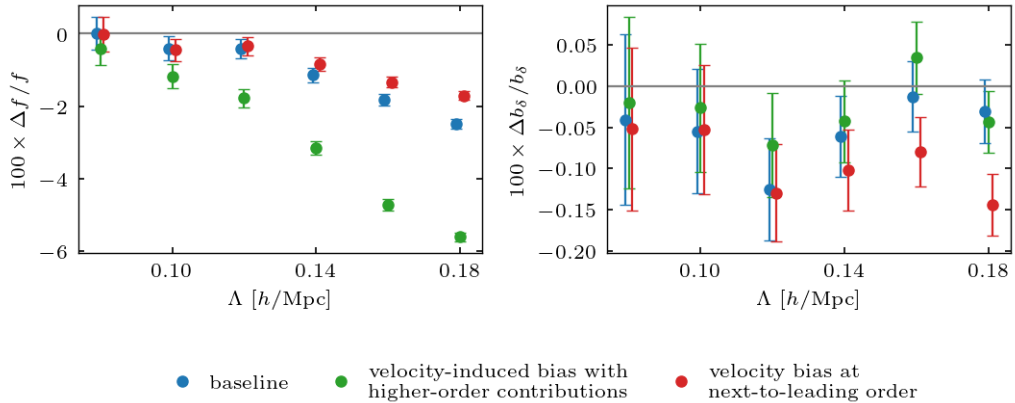 100 × Δf/f
0
−2
−4
−6
0.10
0.14
0.18
Λ [h/Mpc]
100 × Δb_δ/b_δ
0.05
0.00
−0.05
−0.10
−0.15
−0.20
0.10
0.14
0.18
Λ [h/Mpc]
baseline
velocity-induced bias with
higher-order contributions
velocity bias at
next-to-leading order